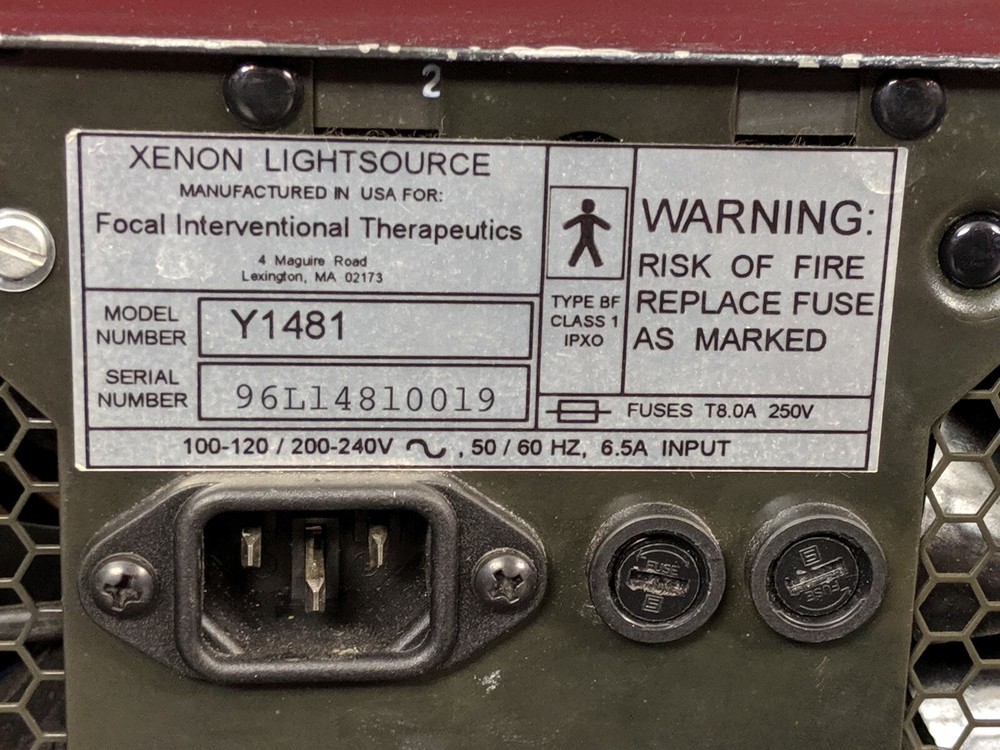 2
XENON LIGHTSOURCE
MANUFACTURED IN USA FOR:
Focal Interventional Therapeutics
4 Maguire Road
Lexington, MA 02173
MODEL
NUMBER
Y1481
SERIAL
NUMBER
96L14810019
TYPE BF
CLASS 1
IPXO
WARNING:
RISK OF FIRE
REPLACE FUSE
AS MARKED
FUSES T8.0A 250V
100-120 / 200-240V , 50 / 60 HZ, 6.5A INPUT
FUSE
FUSE